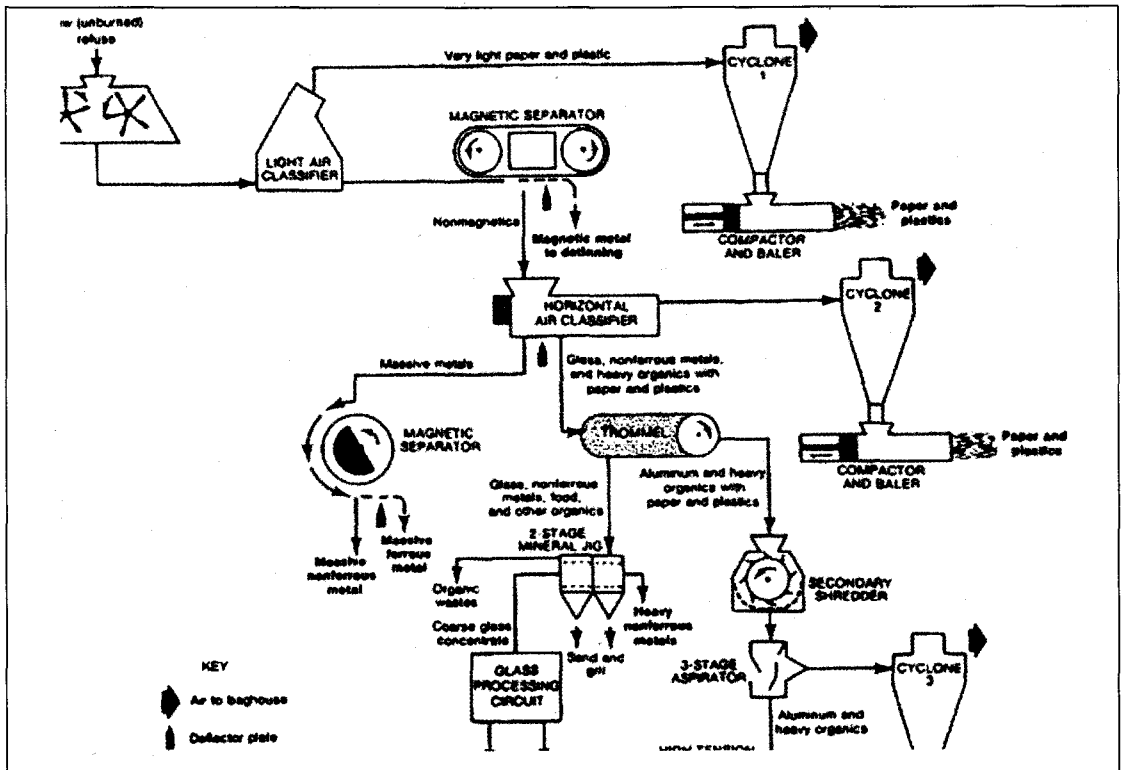 (unburned)
refuse
Very light paper and plastic
CYCLONE
1
MAGNETIC SEPARATOR
LIGHT AIR
CLASSIFIER
Nonmagnetics
Magnetic metal
to detinning
Paper and
plastics
COMPACTOR
AND BALER
HORIZONTAL
AIR CLASSIFIER
CYCLONE
2
Massive metals
Glass, nonferrous metals,
and heavy organics with
paper and plastics
MAGNETIC
SEPARATOR
TROMMEL
Paper and
plastics
COMPACTOR
AND BALER
Glass, nonferrous
metals, food,
and other organics
Aluminum and heavy
organics with
paper and plastics
2-STAGE
MINERAL JIG
Massive
nonferrous
metal
Massive
ferrous
metal
Organic
wastes
Coarse glass
concentrate
Heavy
nonferrous
metals
Sand and
grit
SECONDARY
SHREDDER
GLASS
PROCESSING
CIRCUIT
3-STAGE
ASPIRATOR
CYCLONE
3
Aluminum and
heavy organics
HIGH TENSION
KEY
Air to baghouse
Deflector plate